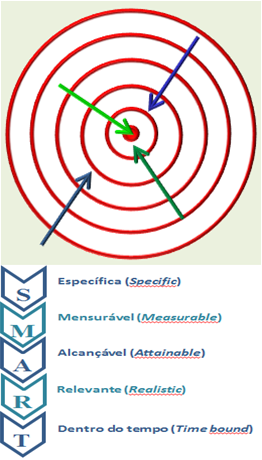 S Específica (Specific)
M Mensurável (Measurable)
A Alcançável (Attainable)
R Relevante (Realistic)
T Dentro do tempo (Time bound)